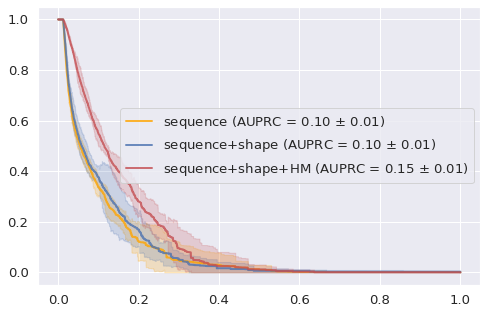 1.0
0.8
0.6
0.4
0.2
0.0
sequence (AUPRC = 0.10 ± 0.01)
sequence+shape (AUPRC = 0.10 ± 0.01)
sequence+shape+HM (AUPRC = 0.15 ± 0.01)
0.0 0.2 0.4 0.6 0.8 1.0